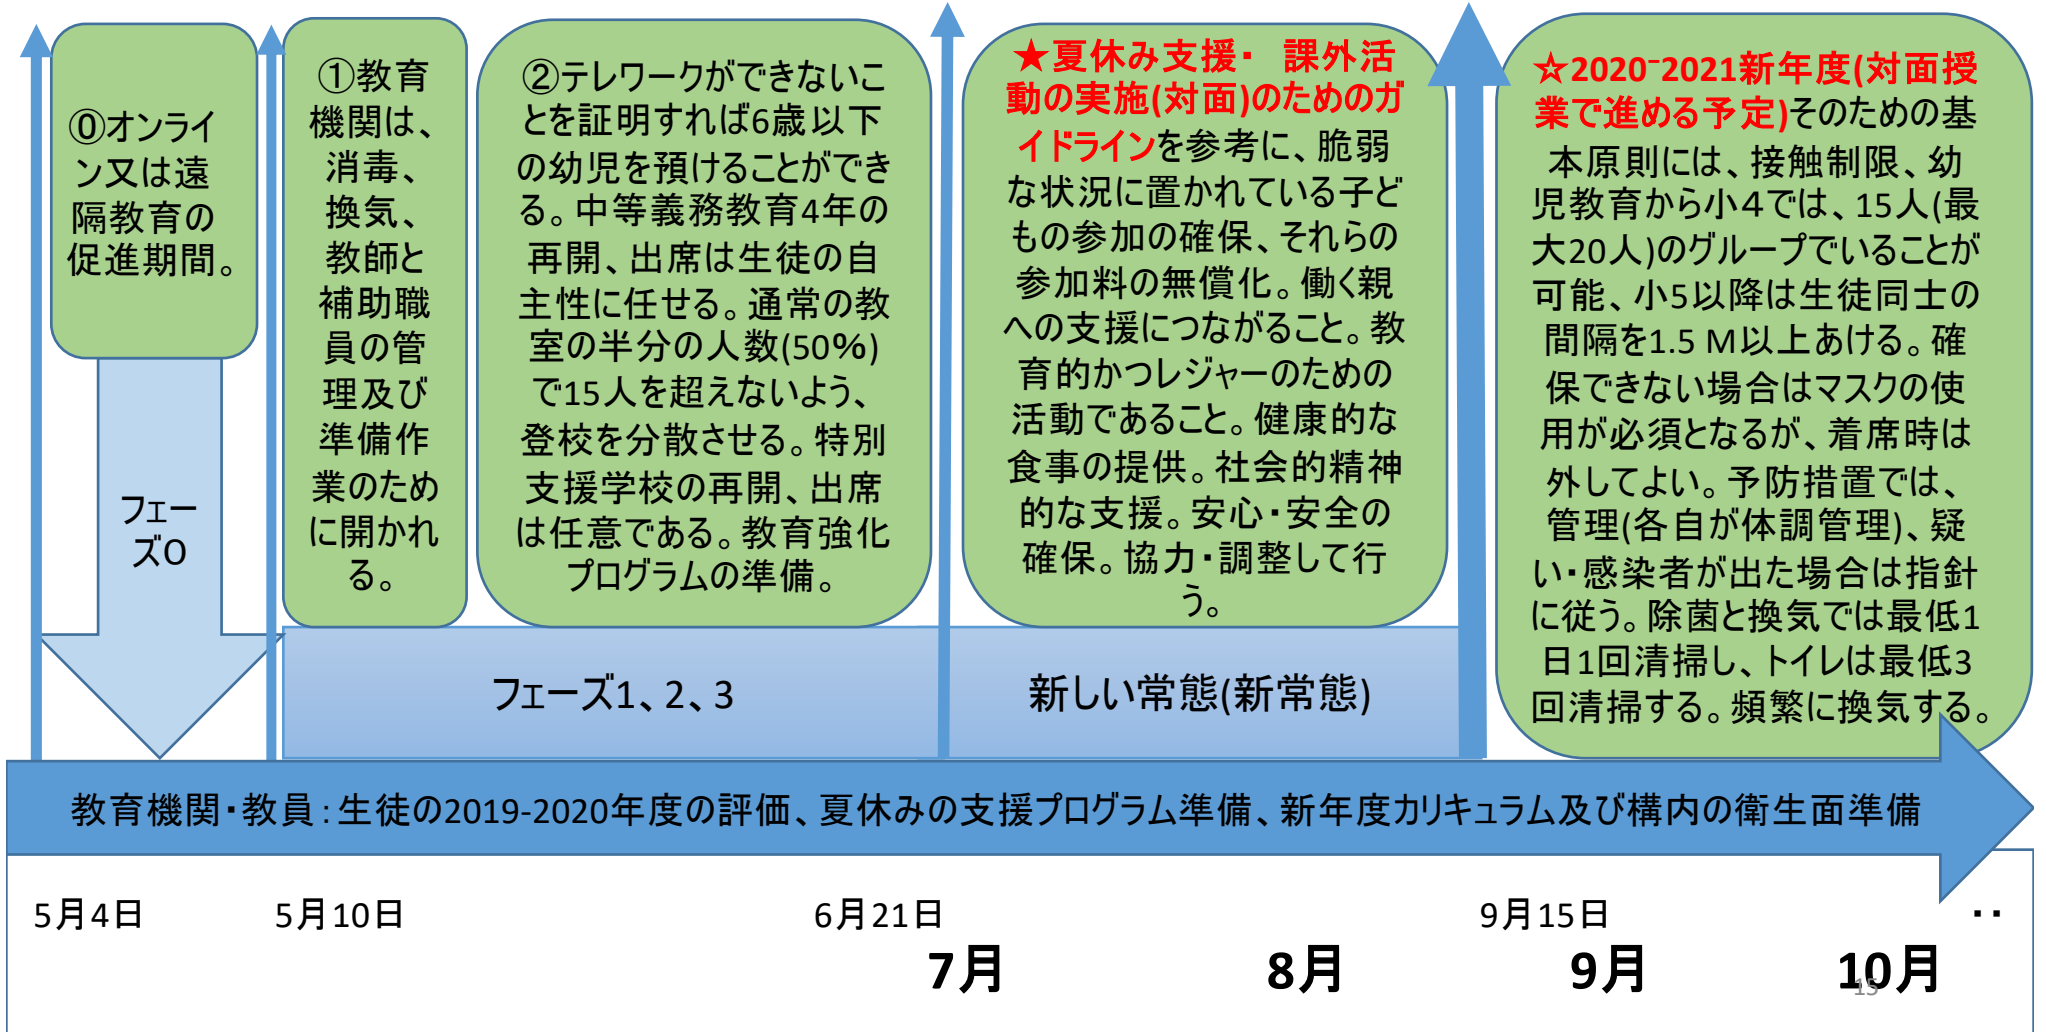 ⓪オンライ
ン又は遠
隔教育の
促進期間。
①教育
機関は、
消毒、
換気、
教師と
補助職
員の管
理及び
準備作
業のため
に開かれ
る。
②テレワークができないこ
とを証明すれば6歳以下
の幼児を預けることができ
る。中等義務教育4年の
再開、出席は生徒の自
主性に任せる。通常の教
室の半分の人数(50%)
で15人を超えないよう、
登校を分散させる。特別
支援学校の再開、出席
は任意である。教育強化
プログラムの準備。
★夏休み支援・ 課外活
動の実施(対面)のためのガ
イドラインを参考に、脆弱
な状況に置かれている子ど
もの参加の確保、それらの
参加料の無償化。働く親
への支援につながること。教
育的かつレジャーのための
活動であること。健康的な
食事の提供。社会的精神
的な支援。安心・安全の
確保。協力・調整して行
う。
☆2020⁻2021新年度(対面授
業で進める予定)そのための基
本原則には、接触制限、幼
児教育から小4では、15人(最
大20人)のグループでいることが
可能、小5以降は生徒同士の
間隔を1.5 M以上あける。確
保できない場合はマスクの使
用が必須となるが、着席時は
外してよい。予防措置では、
管理(各自が体調管理)、疑
い・感染者が出た場合は指針
に従う。除菌と換気では最低1
日1回清掃し、トイレは最低3
回清掃する。頻繁に換気する。
フェー
ズ0
フェーズ1、2、3
新しい常態(新常態)
教育機関・教員：生徒の2019-2020年度の評価、夏休みの支援プログラム準備、新年度カリキュラム及び構内の衛生面準備
5月4日 5月10日 6月21日 9月15日 ・・
7月 8月 9月 10月
15